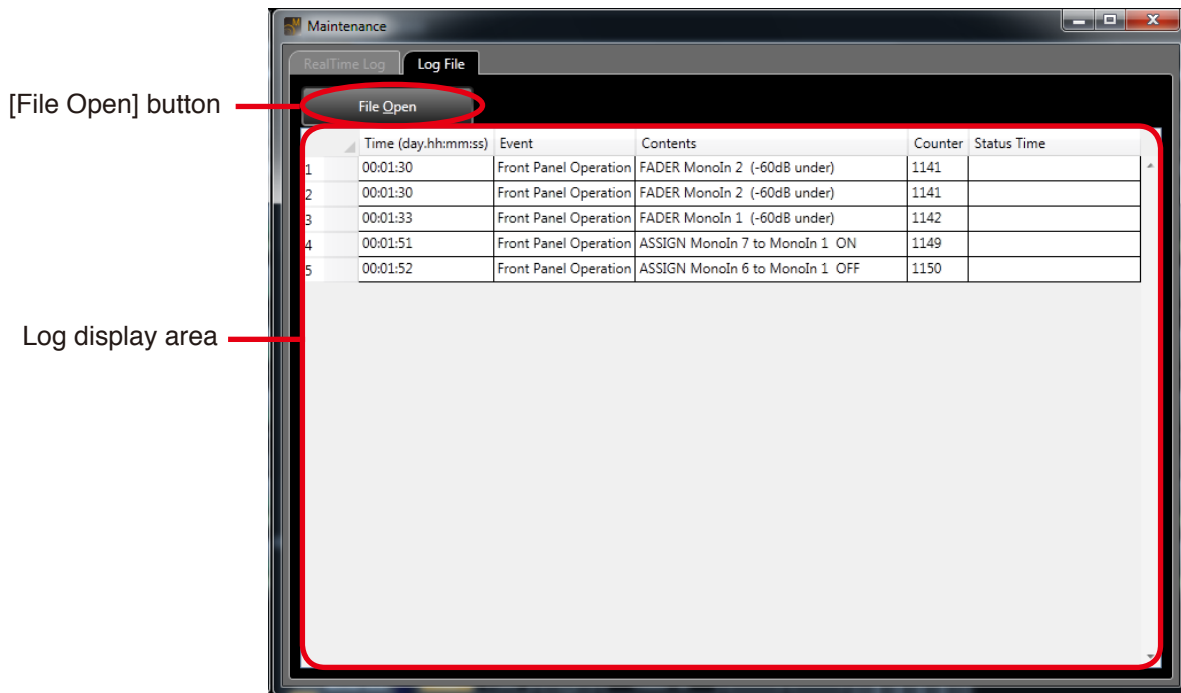 Maintenance
RealTime Log Log File
[File Open] button
File Open
Time (day.hh:mm:ss) Event Contents Counter Status Time
1 00:01:30 Front Panel Operation FADER MonoIn 2 (-60dB under) 1141
2 00:01:30 Front Panel Operation FADER MonoIn 2 (-60dB under) 1141
3 00:01:33 Front Panel Operation FADER MonoIn 1 (-60dB under) 1142
4 00:01:51 Front Panel Operation ASSIGN MonoIn 7 to MonoIn 1 ON 1149
5 00:01:52 Front Panel Operation ASSIGN MonoIn 6 to MonoIn 1 OFF 1150
Log display area